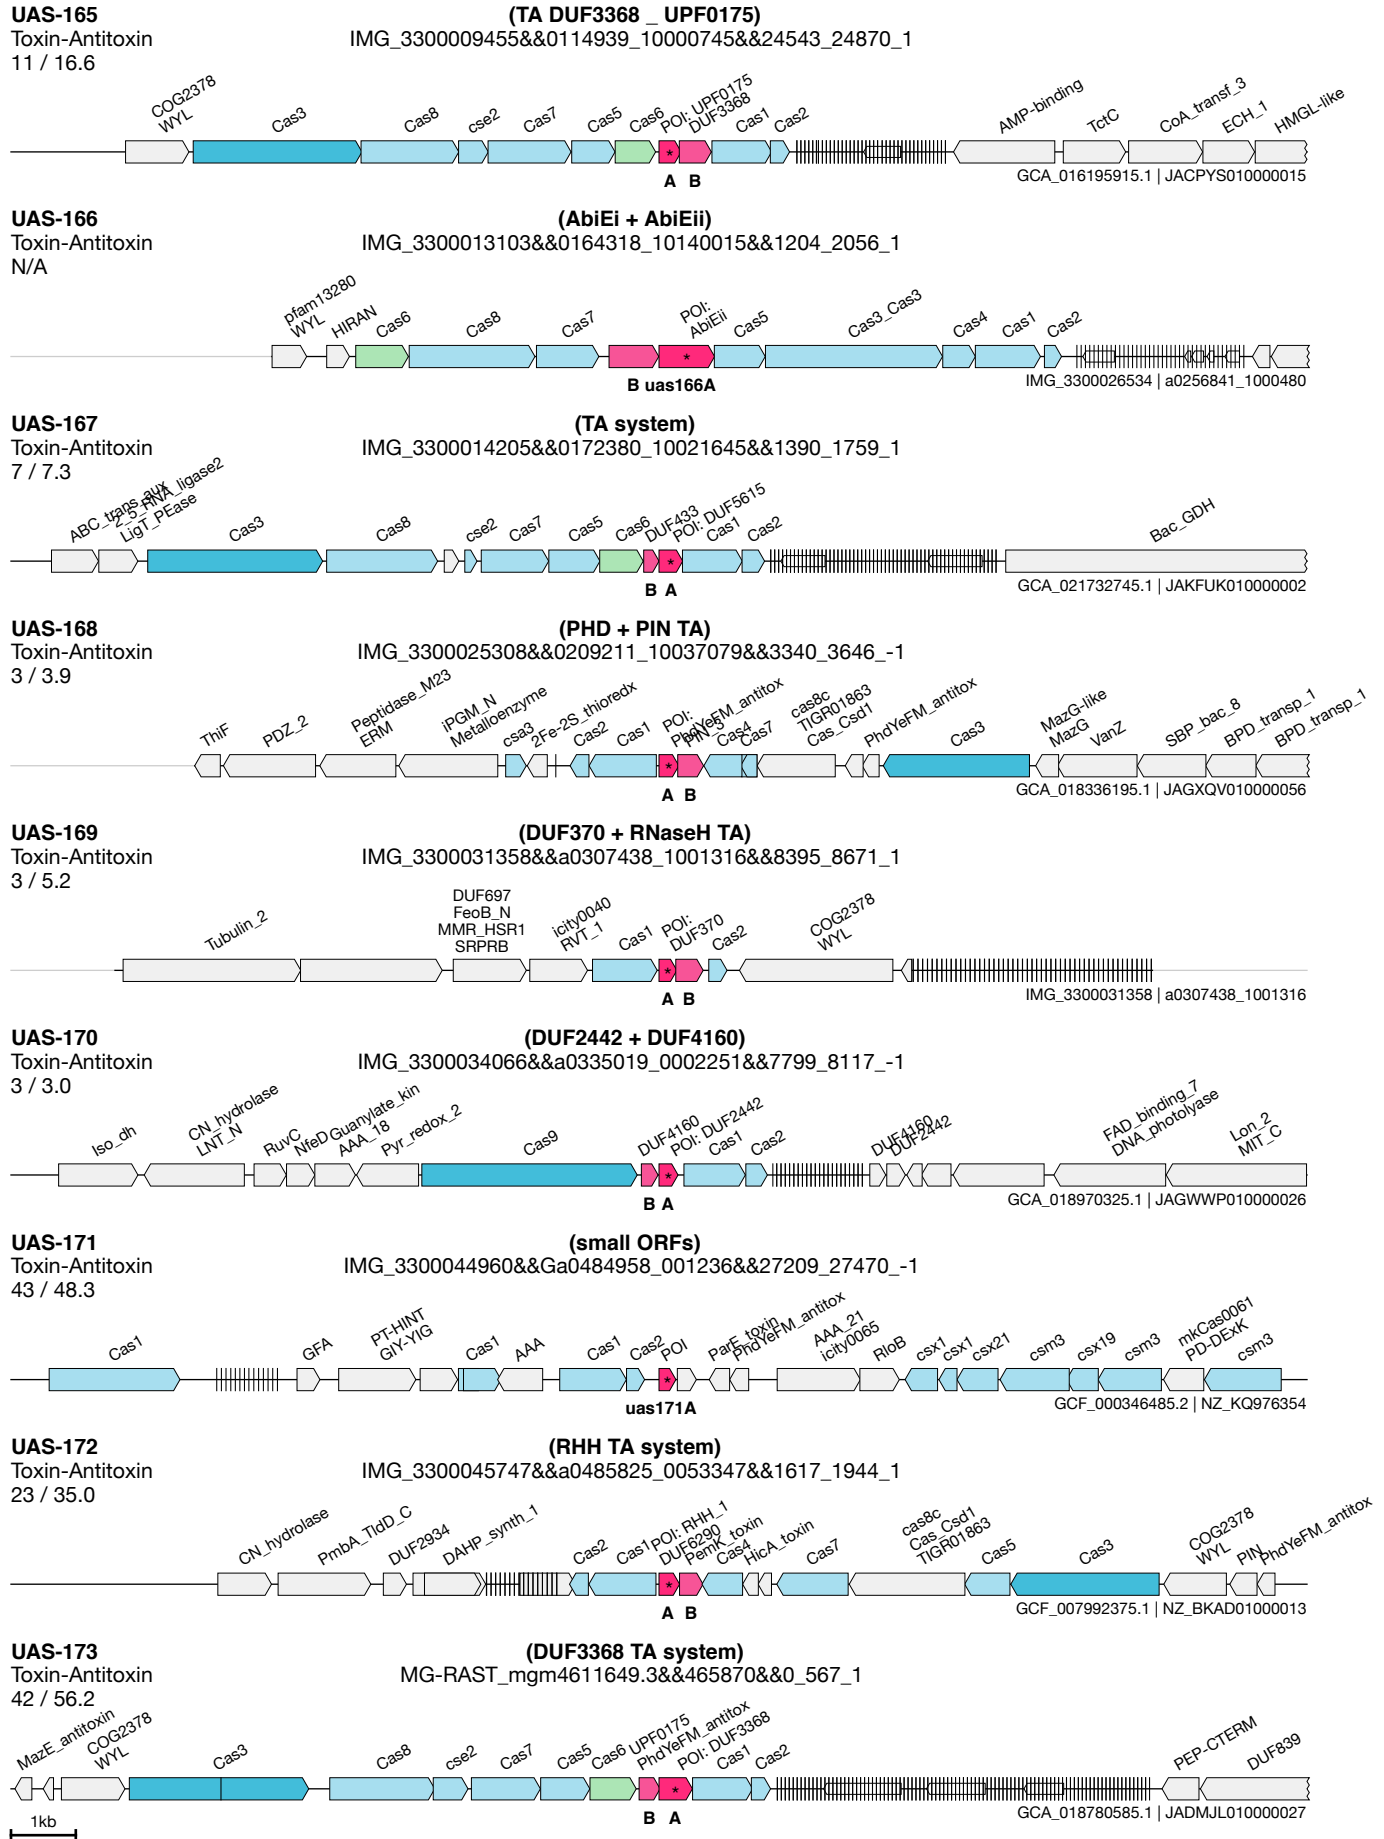 UAS-165
(TA DUF3368 _ UPF0175)
Toxin-Antitoxin
IMG_3300009455&&0114939_10000745&&24543_24870_1
11 / 16.6
COG2378
WYL
Cas3
Cas8
cse2
Cas7
Cas5
Cas6
POI: UPF0175
DUF3368
Cas1
Cas2
AMP-binding
TctC
CoA_transf_3
ECH_1
HMGL-like
*
A B
GCA_016195915.1 | JACPYS010000015
UAS-166
(AbiEi + AbiEii)
Toxin-Antitoxin
IMG_3300013103&&0164318_10140015&&1204_2056_1
N/A
pfam13280
WYL
HIRAN
Cas6
Cas8
Cas7
POI:
AbiEii
Cas5
Cas3_Cas3
Cas4
Cas1
Cas2
*
B uas166A
IMG_3300026534 | a0256841_1000480
UAS-167
(TA system)
Toxin-Antitoxin
IMG_3300014205&&0172380_10021645&&1390_1759_1
7 / 7.3
ABC_trans_aux
2_5_RNA_ligase2
LigT_PEase
Cas3
Cas8
cse2
Cas7
Cas5
Cas6
DUF433
POI: DUF5615
Cas1
Cas2
Bac_GDH
*
B A
GCA_021732745.1 | JAKFUK010000002
UAS-168
(PHD + PIN TA)
Toxin-Antitoxin
IMG_3300025308&&0209211_10037079&&3340_3646_-1
3 / 3.9
ThiF
PDZ_2
Peptidase_M23
ERM
iPGM_N
Metalloenzyme
csa3
2Fe-2S_thioredx
Cas2
Cas1
POI:
PhdYeFM_antitox
PIN_3
Cas4
Cas7
cas8c
TIGR01863
Cas_Csd1
PhdYeFM_antitox
Cas3
MazG-like
MazG
VanZ
SBP_bac_8
BPD_transp_1
BPD_transp_1
*
A B
GCA_018336195.1 | JAGXQV010000056
UAS-169
(DUF370 + RNaseH TA)
Toxin-Antitoxin
IMG_3300031358&&a0307438_1001316&&8395_8671_1
3 / 5.2
Tubulin_2
DUF697
FeoB_N
MMR_HSR1
SRPRB
icity0040
RVT_1
Cas1
POI:
DUF370
Cas2
COG2378
WYL
*
A B
IMG_3300031358 | a0307438_1001316
UAS-170
(DUF2442 + DUF4160)
Toxin-Antitoxin
IMG_3300034066&&a0335019_0002251&&7799_8117_-1
3 / 3.0
Iso_dh
CN_hydrolase
LNT_N
RuvC
NfeD
Guanylate_kin
AAA_18
Pyr_redox_2
Cas9
DUF4160
POI: DUF2442
Cas1
Cas2
DUF4160
DUF2442
FAD_binding_7
DNA_photolyase
Lon_2
MIT_C
*
B A
GCA_018970325.1 | JAGWWP010000026
UAS-171
(small ORFs)
Toxin-Antitoxin
IMG_3300044960&&Ga0484958_001236&&27209_27470_-1
43 / 48.3
Cas1
GFA
PT-HINT
GIY-YIG
Cas1
AAA
Cas1
Cas2
POI
ParE_toxin
PhdYeFM_antitox
AAA_21
icity0065
RloB
csx1
csx1
csx21
csm3
csx19
csm3
mkCas0061
PD-DExK
csm3
*
uas171A
GCF_000346485.2 | NZ_KQ976354
UAS-172
(RHH TA system)
Toxin-Antitoxin
IMG_3300045747&&a0485825_0053347&&1617_1944_1
23 / 35.0
CN_hydrolase
PmbA_TldD_C
DUF2934
DAHP_synth_1
Cas2
Cas1
POI: RHH_1
DUF6290
PemK_toxin
Cas4
HicA_toxin
Cas7
cas8c
Cas_Csd1
TIGR01863
Cas5
Cas3
COG2378
WYL
PIN
PhdYeFM_antitox
*
A B
GCF_007992375.1 | NZ_BKAD01000013
UAS-173
(DUF3368 TA system)
Toxin-Antitoxin
MG-RAST_mgm4611649.3&&465870&&0_567_1
42 / 56.2
MazE_antitoxin
COG2378
WYL
Cas3
Cas8
cse2
Cas7
Cas5
Cas6
UPF0175
PhdYeFM_antitox
POI: DUF3368
Cas1
Cas2
PEP-CTERM
DUF839
*
B A
GCA_018780585.1 | JADMJL010000027
1kb